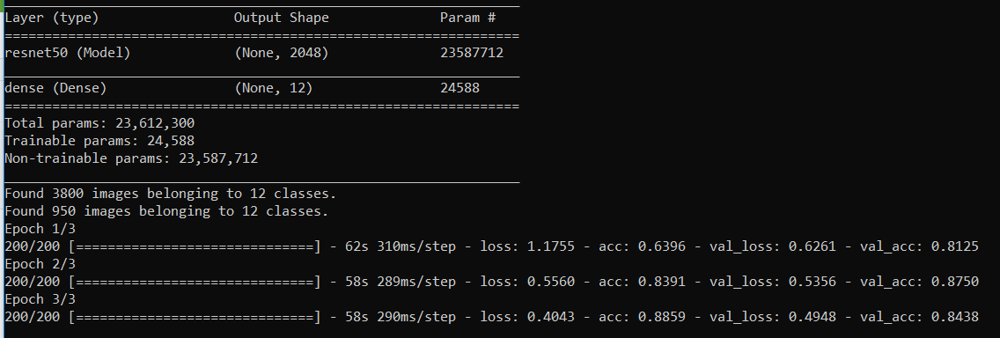 _________________________________________________________________
Layer (type)                 Output Shape              Param #
=================================================================
resnet50 (Model)             (None, 2048)              23587712
_________________________________________________________________
dense (Dense)                (None, 12)                24588
=================================================================
Total params: 23,612,300
Trainable params: 24,588
Non-trainable params: 23,587,712
_________________________________________________________________
Found 3800 images belonging to 12 classes.
Found 950 images belonging to 12 classes.
Epoch 1/3
200/200 [==============================] - 62s 310ms/step - loss: 1.1755 - acc: 0.6396 - val_loss: 0.6261 - val_acc: 0.8125
Epoch 2/3
200/200 [==============================] - 58s 289ms/step - loss: 0.5560 - acc: 0.8391 - val_loss: 0.5356 - val_acc: 0.8750
Epoch 3/3
200/200 [==============================] - 58s 290ms/step - loss: 0.4043 - acc: 0.8859 - val_loss: 0.4948 - val_acc: 0.8438